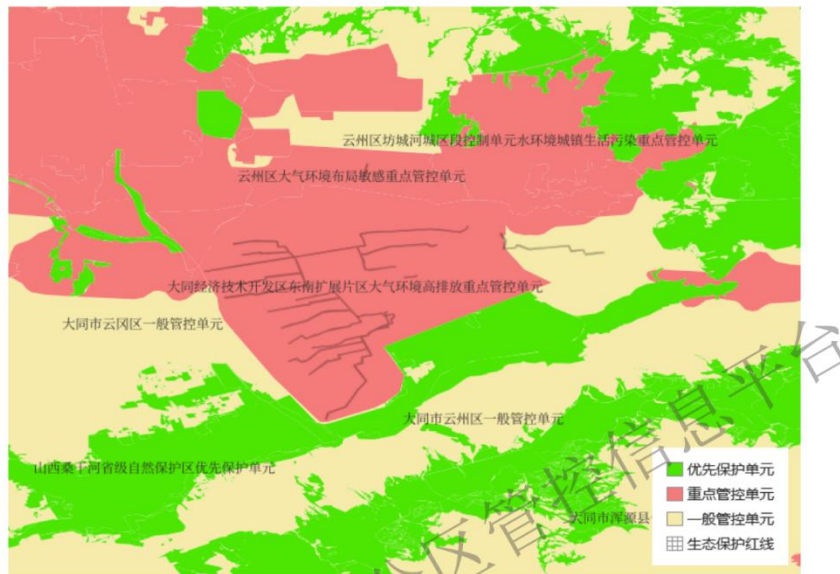 云州区坊城河城区段控制单元水环境城镇生活污染重点管控单元
云州区大气环境布局敏感重点管控单元
大同经济技术开发区东南扩展片区大气环境高排放重点管控单元
大同市云冈区一般管控单元
大同市云州区一般管控单元
山西桑干河省级自然保护区优先保护单元
大同市浑源县
区管控信息平台
优先保护单元
重点管控单元
一般管控单元
生态保护红线